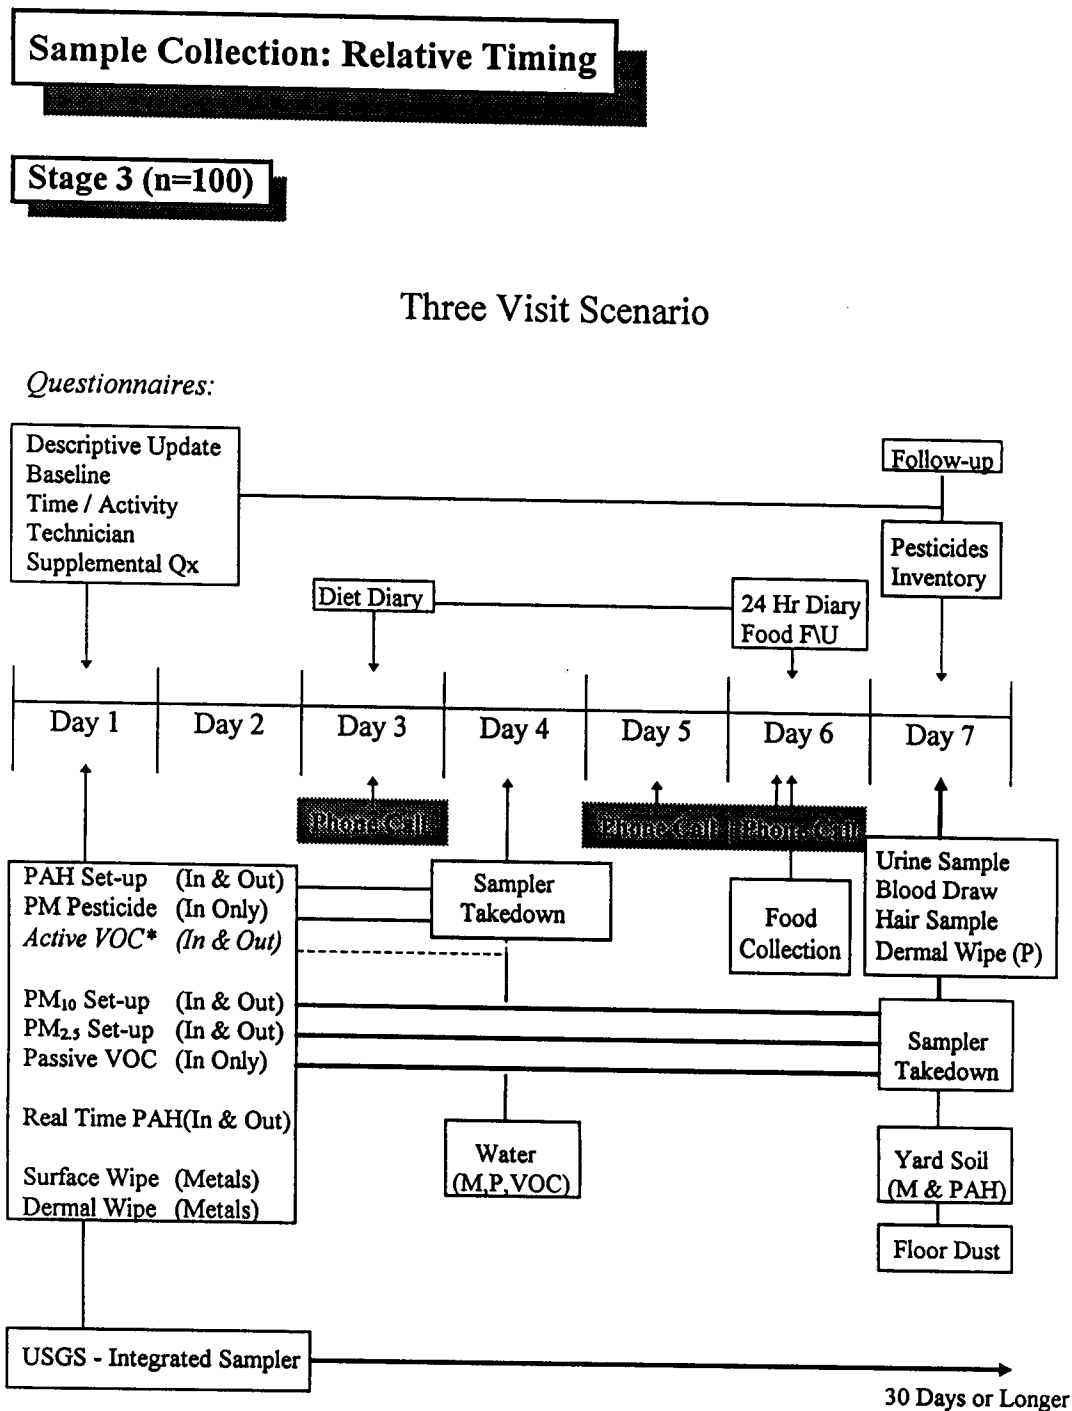 Sample Collection: Relative Timing
Stage 3 (n=100)
Three Visit Scenario
Questionnaires:
Descriptive Update
Baseline
Time / Activity
Technician
Supplemental Qx
Follow-up
Pesticides
Inventory
Diet Diary
24 Hr Diary
Food F\U
Day 1
Day 2
Day 3
Day 4
Day 5
Day 6
Day 7
Phone Call
Phone Call
Phone Call
PAH Set-up (In & Out)
PM Pesticide (In Only)
Active VOC* (In & Out)
PM10 Set-up (In & Out)
PM2.5 Set-up (In & Out)
Passive VOC (In Only)
Real Time PAH(In & Out)
Surface Wipe (Metals)
Dermal Wipe (Metals)
Sampler
Takedown
Water
(M,P,VOC)
Food
Collection
Urine Sample
Blood Draw
Hair Sample
Dermal Wipe (P)
Sampler
Takedown
Yard Soil
(M & PAH)
Floor Dust
USGS - Integrated Sampler
30 Days or Longer